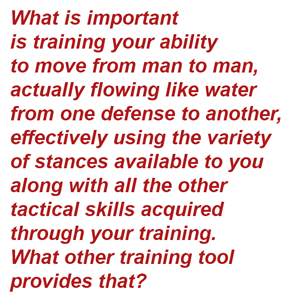 What is important
is training your ability
to move from man to man,
actually flowing like water
from one defense to another,
effectively using the variety
of stances available to you
along with all the other
tactical skills acquired
through your training.
What other training tool
provides that?